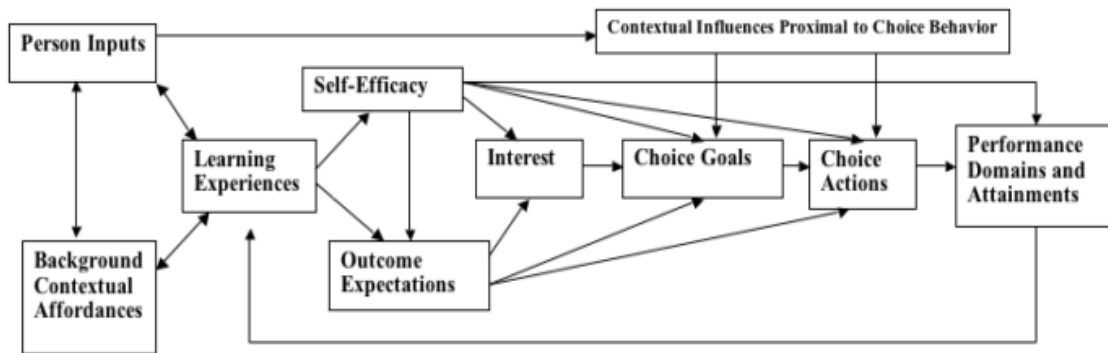 Person Inputs
Contextual Influences Proximal to Choice Behavior
Self-Efficacy
Learning
Experiences
Interest
Choice Goals
Choice
Actions
Performance
Domains and
Attainments
Background
Contextual
Affordances
Outcome
Expectations